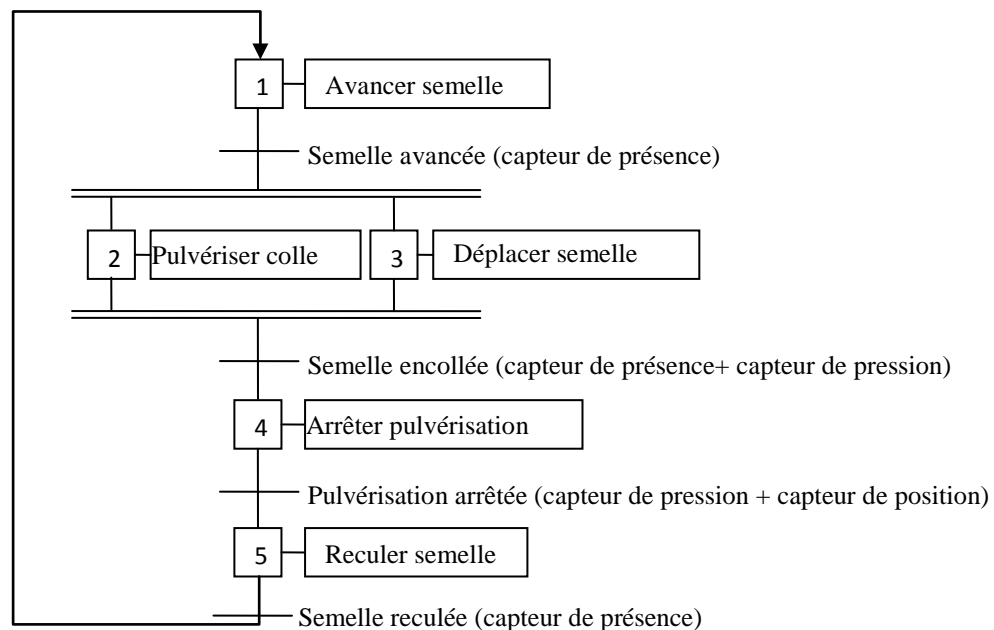 1 Avancer semelle
Semelle avancée (capteur de présence)
2 Pulvériser colle 3 Déplacer semelle
Semelle encollée (capteur de présence+ capteur de pression)
4 Arrêter pulvérisation
Pulvérisation arrêtée (capteur de pression + capteur de position)
5 Reculer semelle
Semelle reculée (capteur de présence)